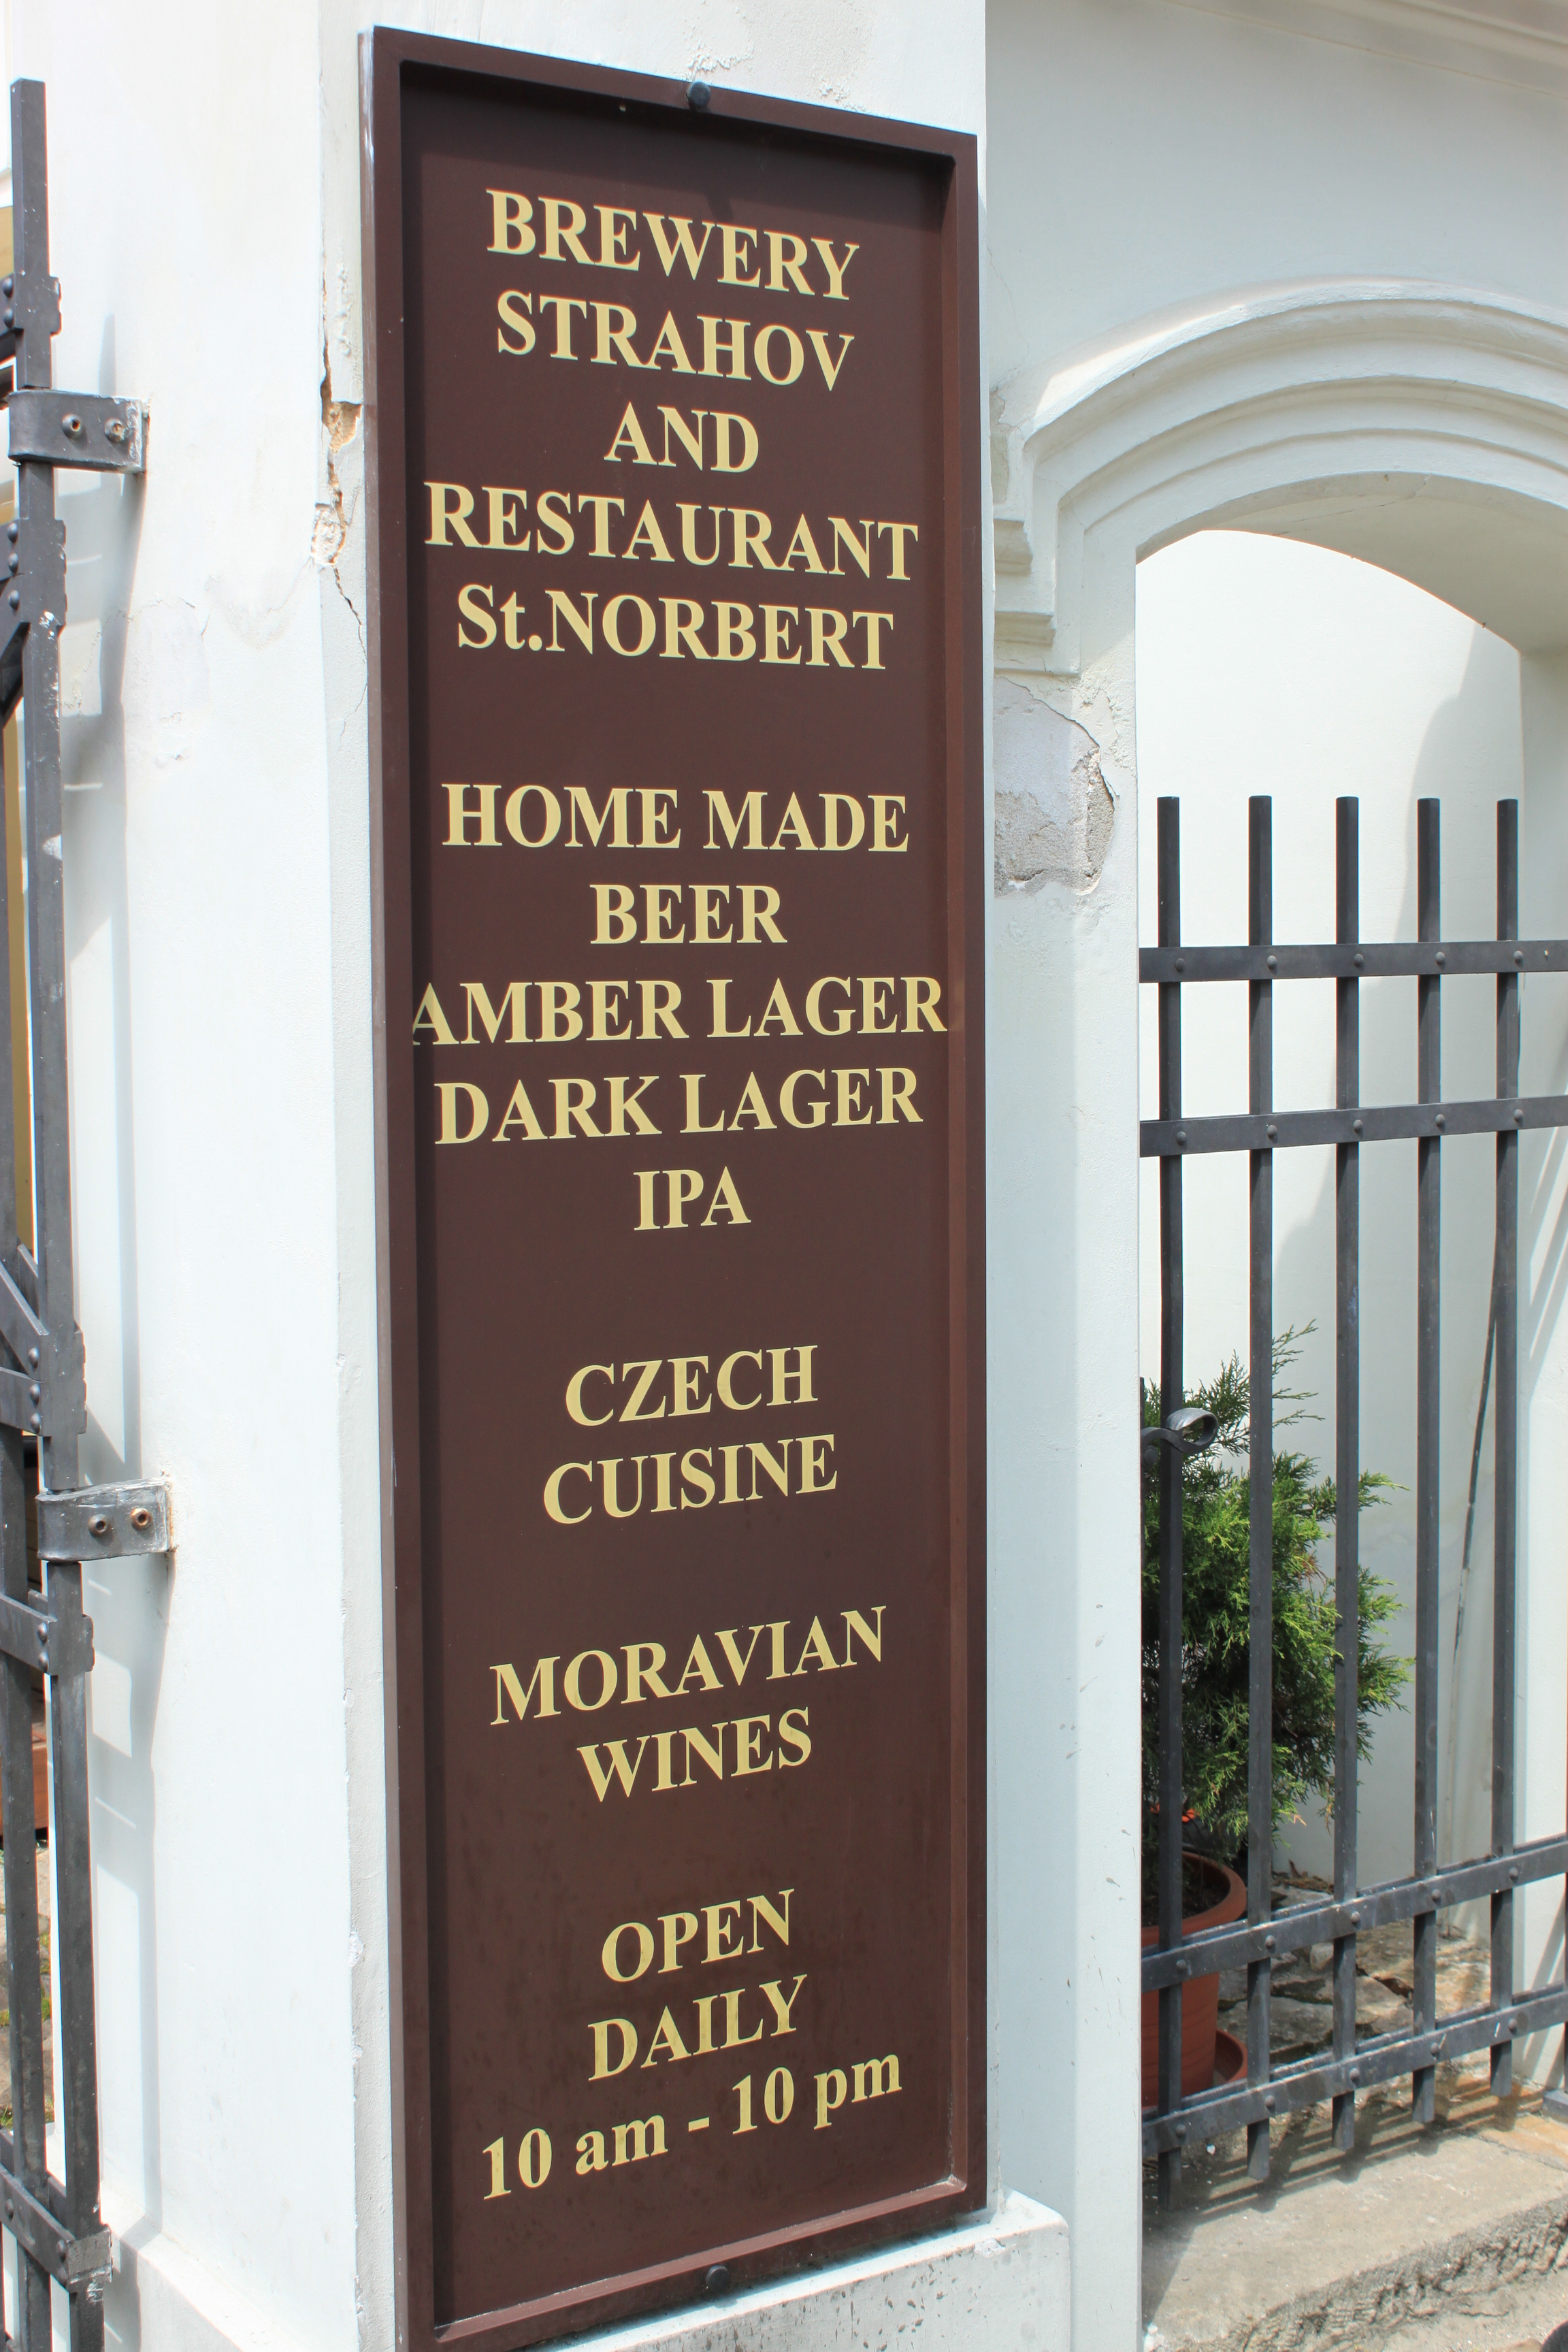 BREWERY
STRAHOV
AND
RESTAURANT
St.NORBERT
HOME MADE
BEER
AMBER LAGER
DARK LAGER
IPA
CZECH
CUISINE
MORAVIAN
WINES
OPEN
DAILY
10 am - 10 pm